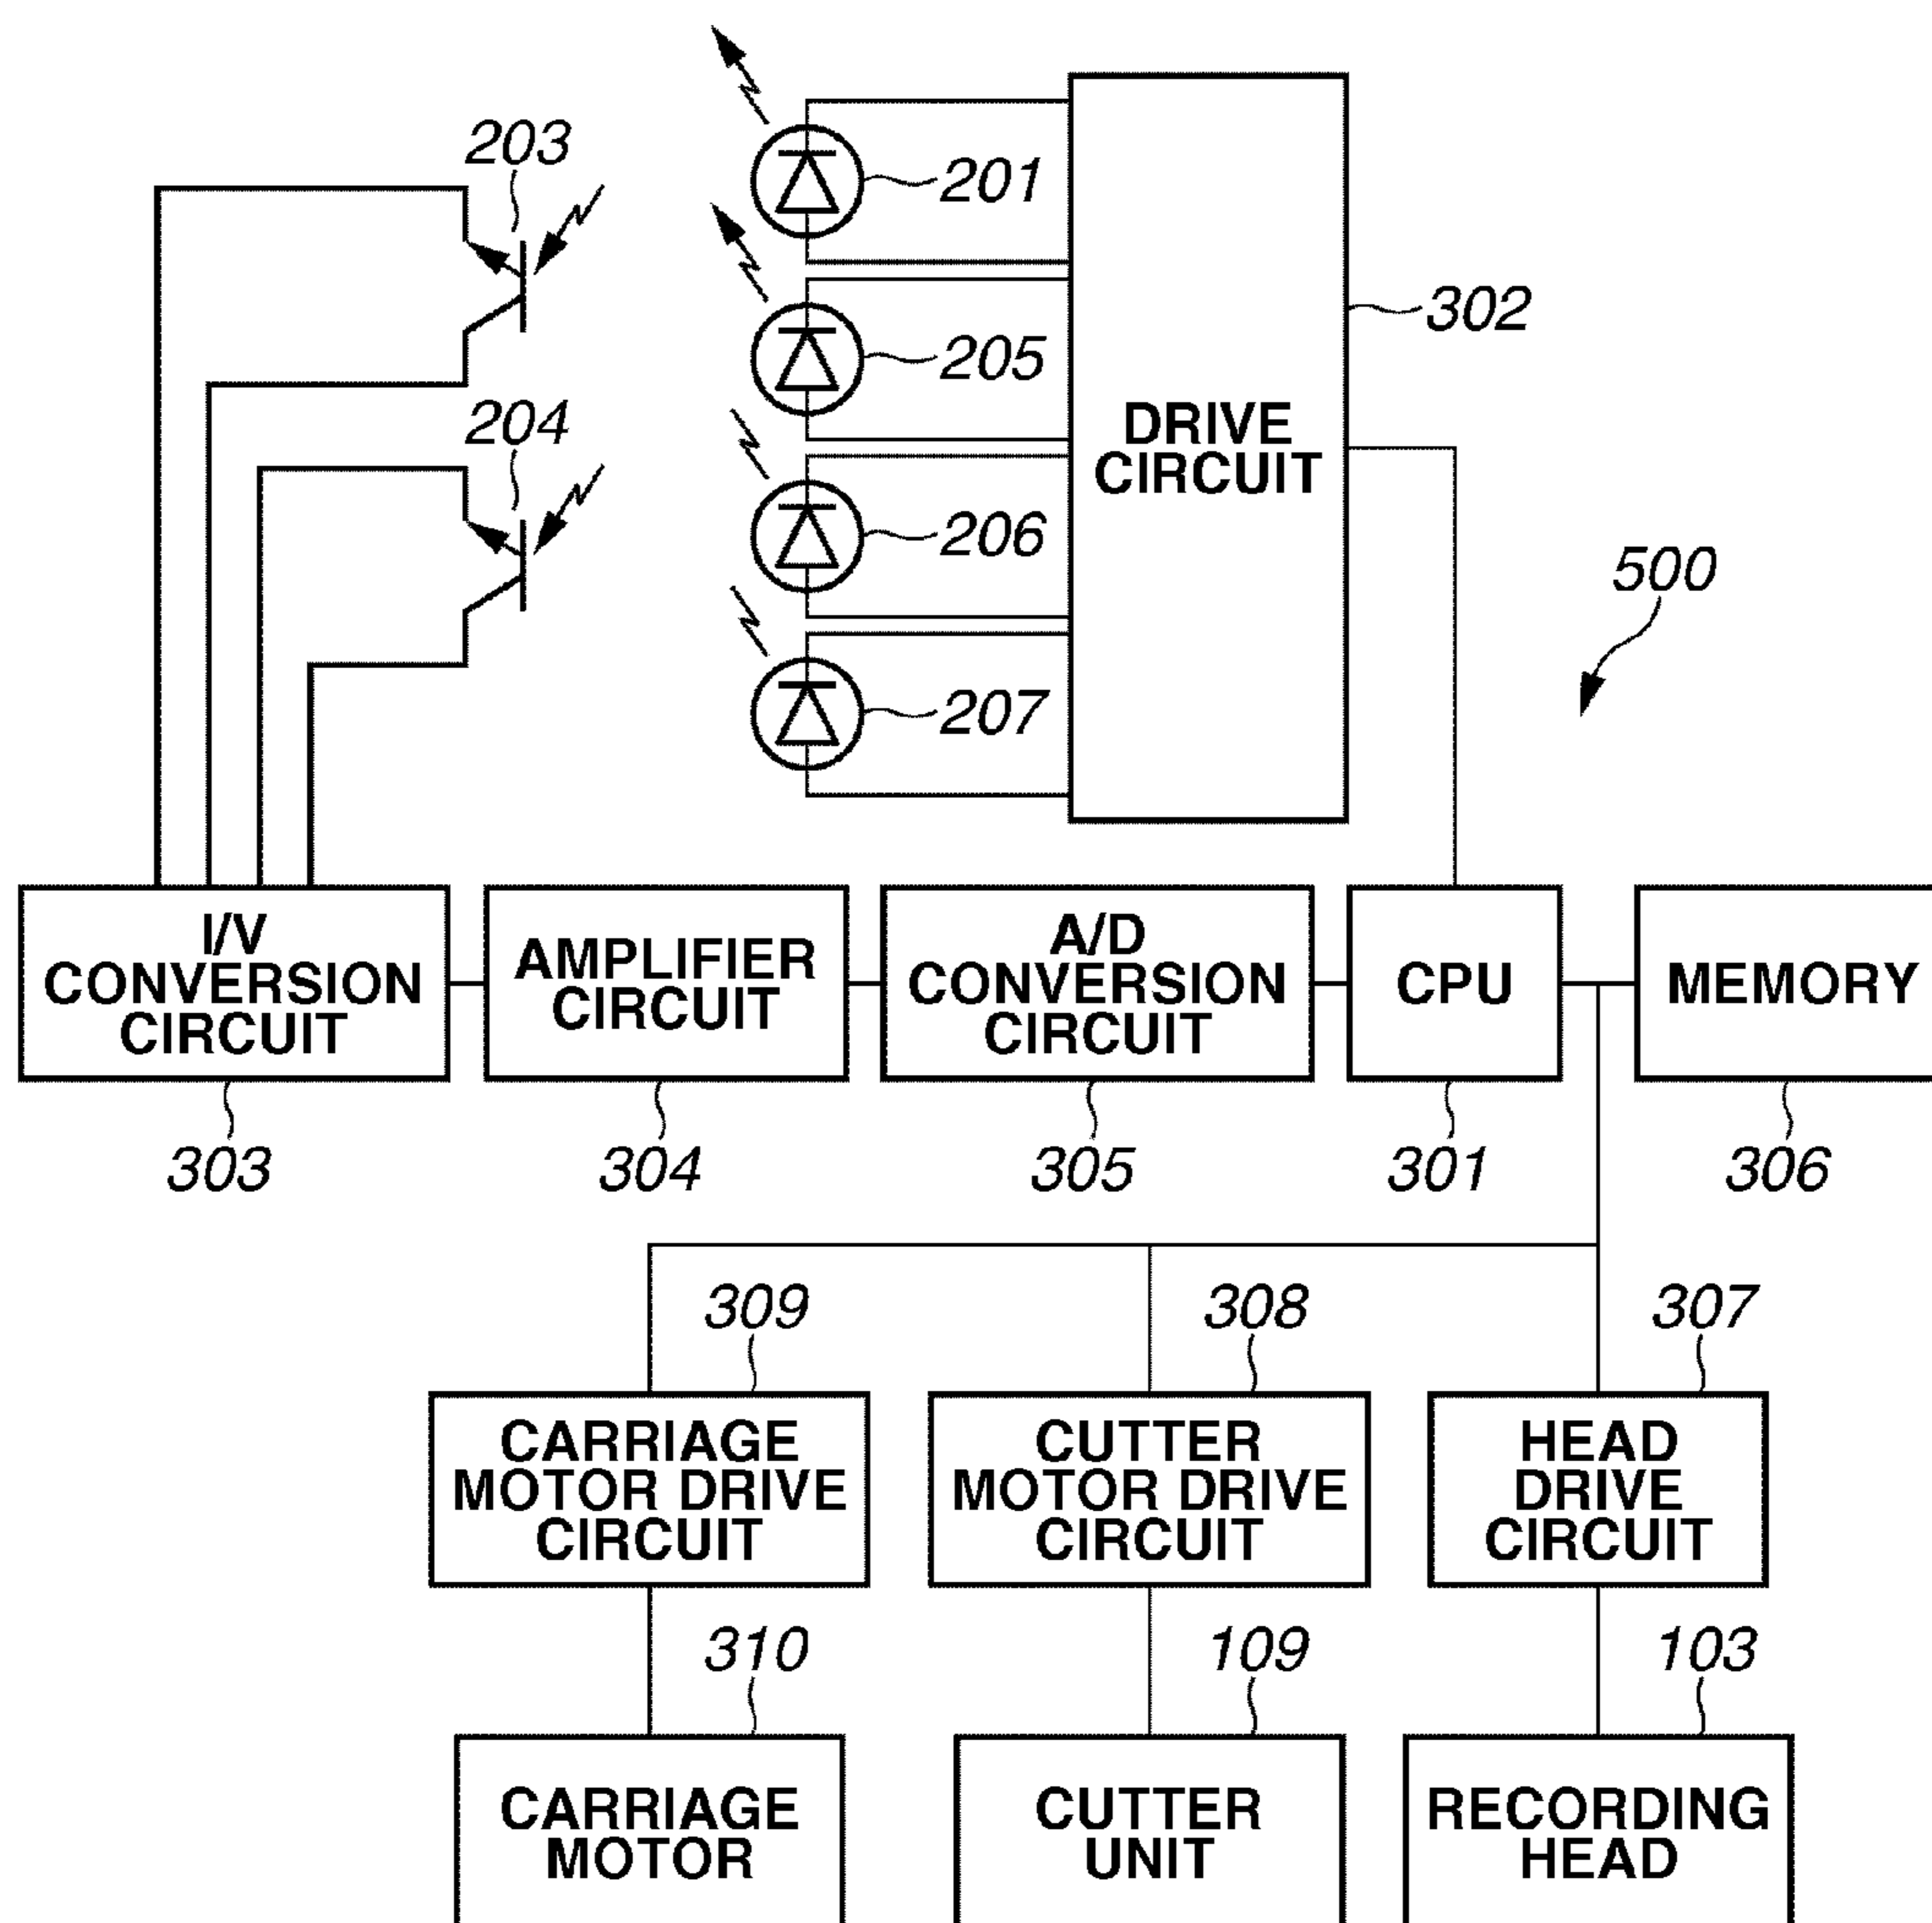 203
201
302
205
204
DRIVE
CIRCUIT
206
500
207
I/V
CONVERSION
CIRCUIT
AMPLIFIER
CIRCUIT
A/D
CONVERSION
CIRCUIT
CPU
MEMORY
303
304
305
301
306
309
308
307
CARRIAGE
MOTOR DRIVE
CIRCUIT
CUTTER
MOTOR DRIVE
CIRCUIT
HEAD
DRIVE
CIRCUIT
310
109
103
CARRIAGE
MOTOR
CUTTER
UNIT
RECORDING
HEAD